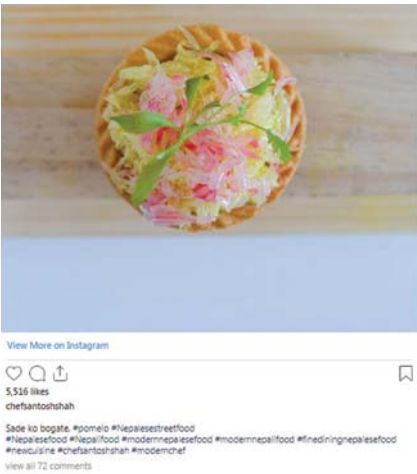 View More on Instagram
5,516 likes
chefsantoshshah
Sade ko bogate. #pomelo #Nepalesestreetfood
#Nepalesefood #Nepalifood #modernnepalesefood #modernnepalifood #finediningnepalesefood
#newcuisine #chefsantoshshah #modernchef
view all 72 comments